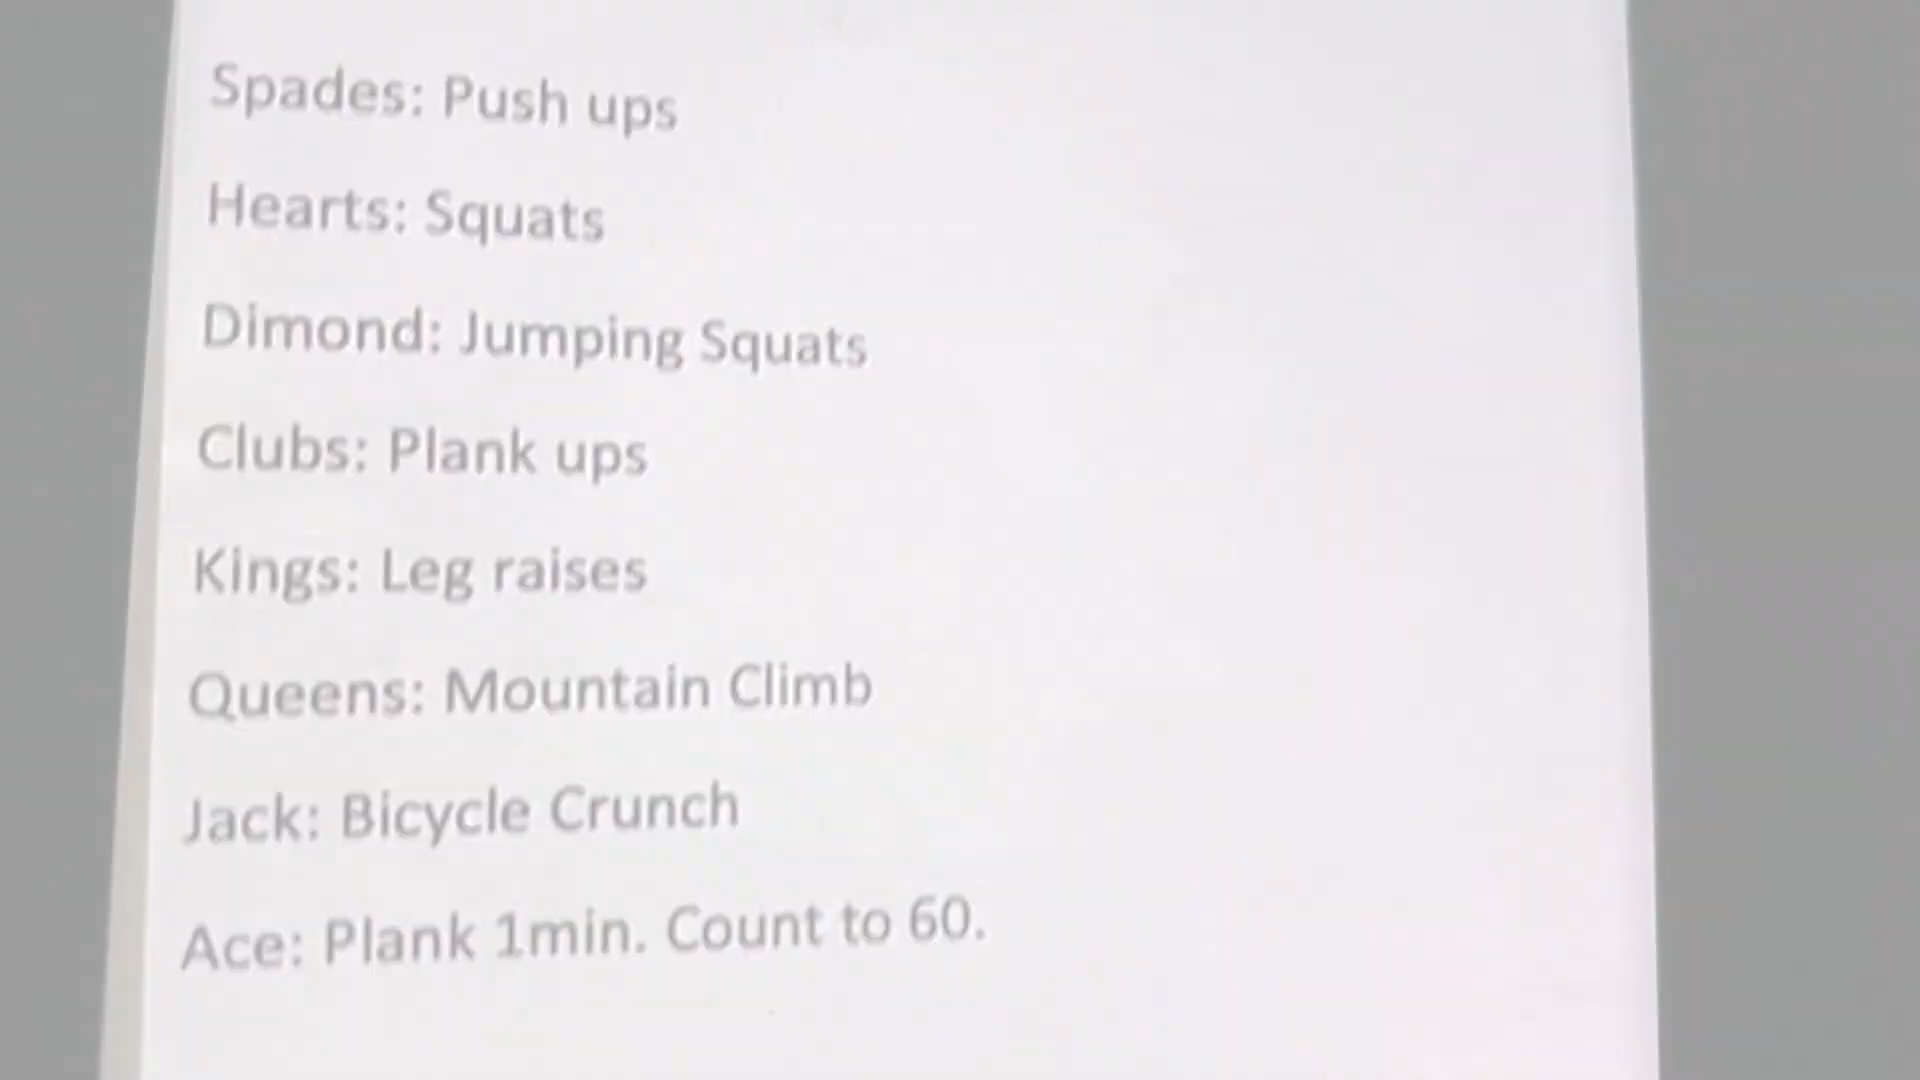 Spades: Push ups
Hearts: Squats
Dimond: Jumping Squats
Clubs: Plank ups
Kings: Leg raises
Queens: Mountain Climb
Jack: Bicycle Crunch
Ace: Plank 1min. Count to 60.